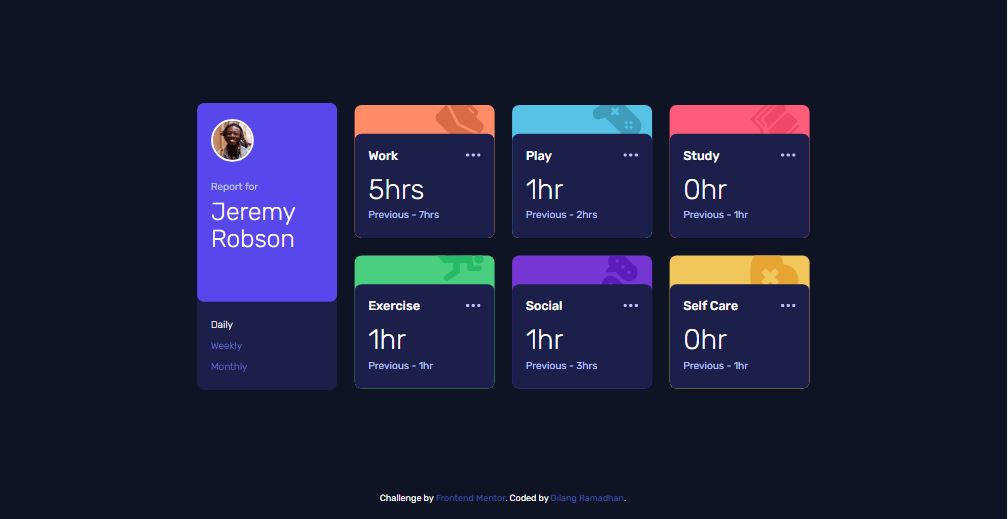 Report for
Jeremy
Robson
Daily
Weekly
Monthly
Work
5hrs
Previous - 7hrs
Play
1hr
Previous - 2hrs
Study
0hr
Previous - 1hr
Exercise
1hr
Previous - 1hr
Social
1hr
Previous - 3hrs
Self Care
0hr
Previous - 1hr
Challenge by Frontend Mentor. Coded by Gilang Ramadhan.